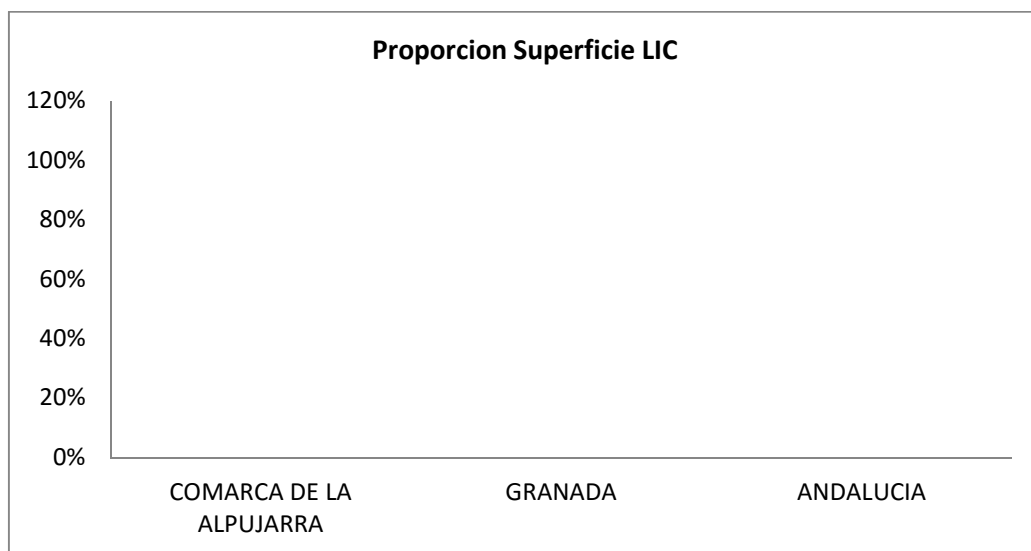 Proporcion Superficie LIC
120%
100%
80%
60%
40%
20%
0%
COMARCA DE LA
ALPUJARRA
GRANADA
ANDALUCIA